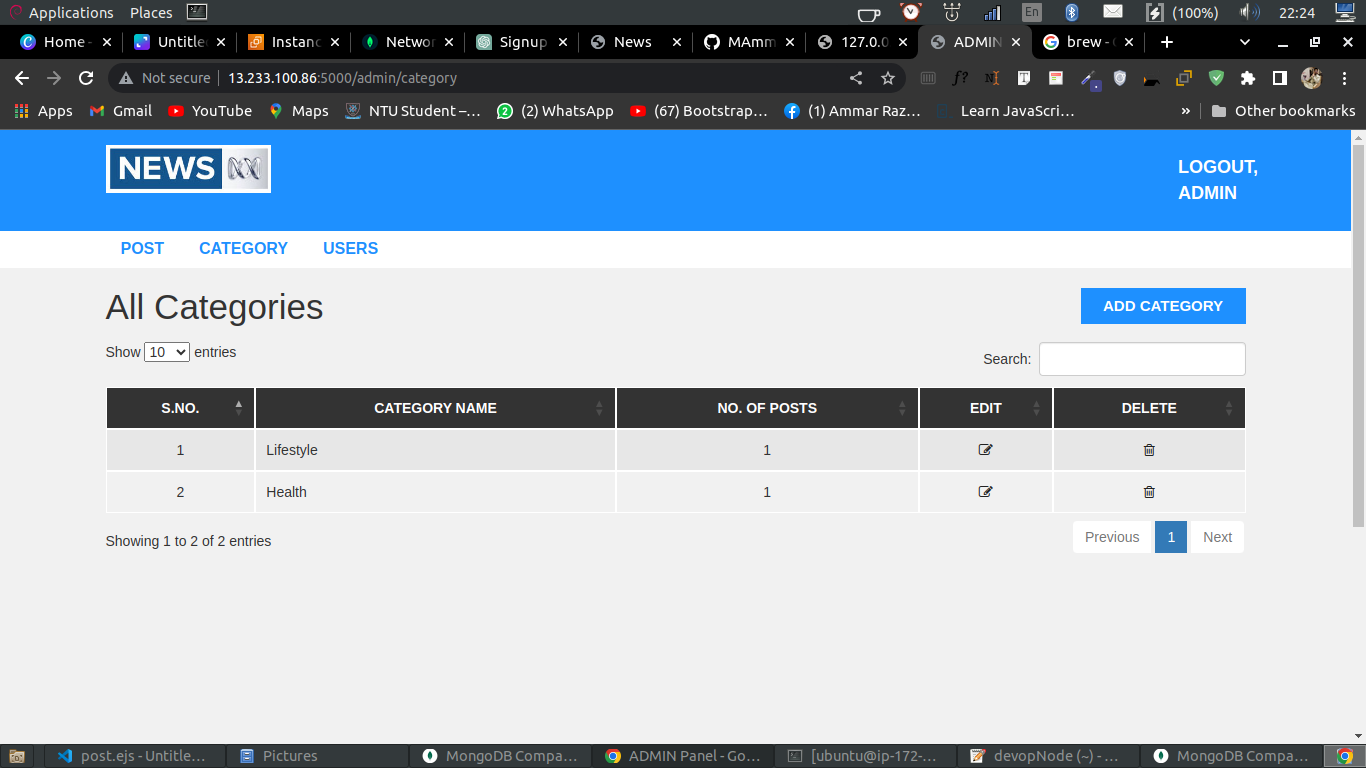 Applications Places En (100%) 22:24
Home - Untitle Instanc Networ Signup News MAmm 127.0.0 ADMIN brew - G
Not secure 13.233.100.86:5000/admin/category
Apps Gmail YouTube Maps NTU Student –... (2) WhatsApp (67) Bootstrap... (1) Ammar Raz... Learn JavaScri... » Other bookmarks
NEWS
LOGOUT,
ADMIN
POST CATEGORY USERS
All Categories
ADD CATEGORY
Show 10 entries
Search:
S.NO. CATEGORY NAME NO. OF POSTS EDIT DELETE
1 Lifestyle 1
2 Health 1
Showing 1 to 2 of 2 entries
Previous 1 Next
post.ejs - Untitle... Pictures MongoDB Compa... ADMIN Panel - Go... [ubuntu@ip-172-... devopNode (~) - ... MongoDB Compa...